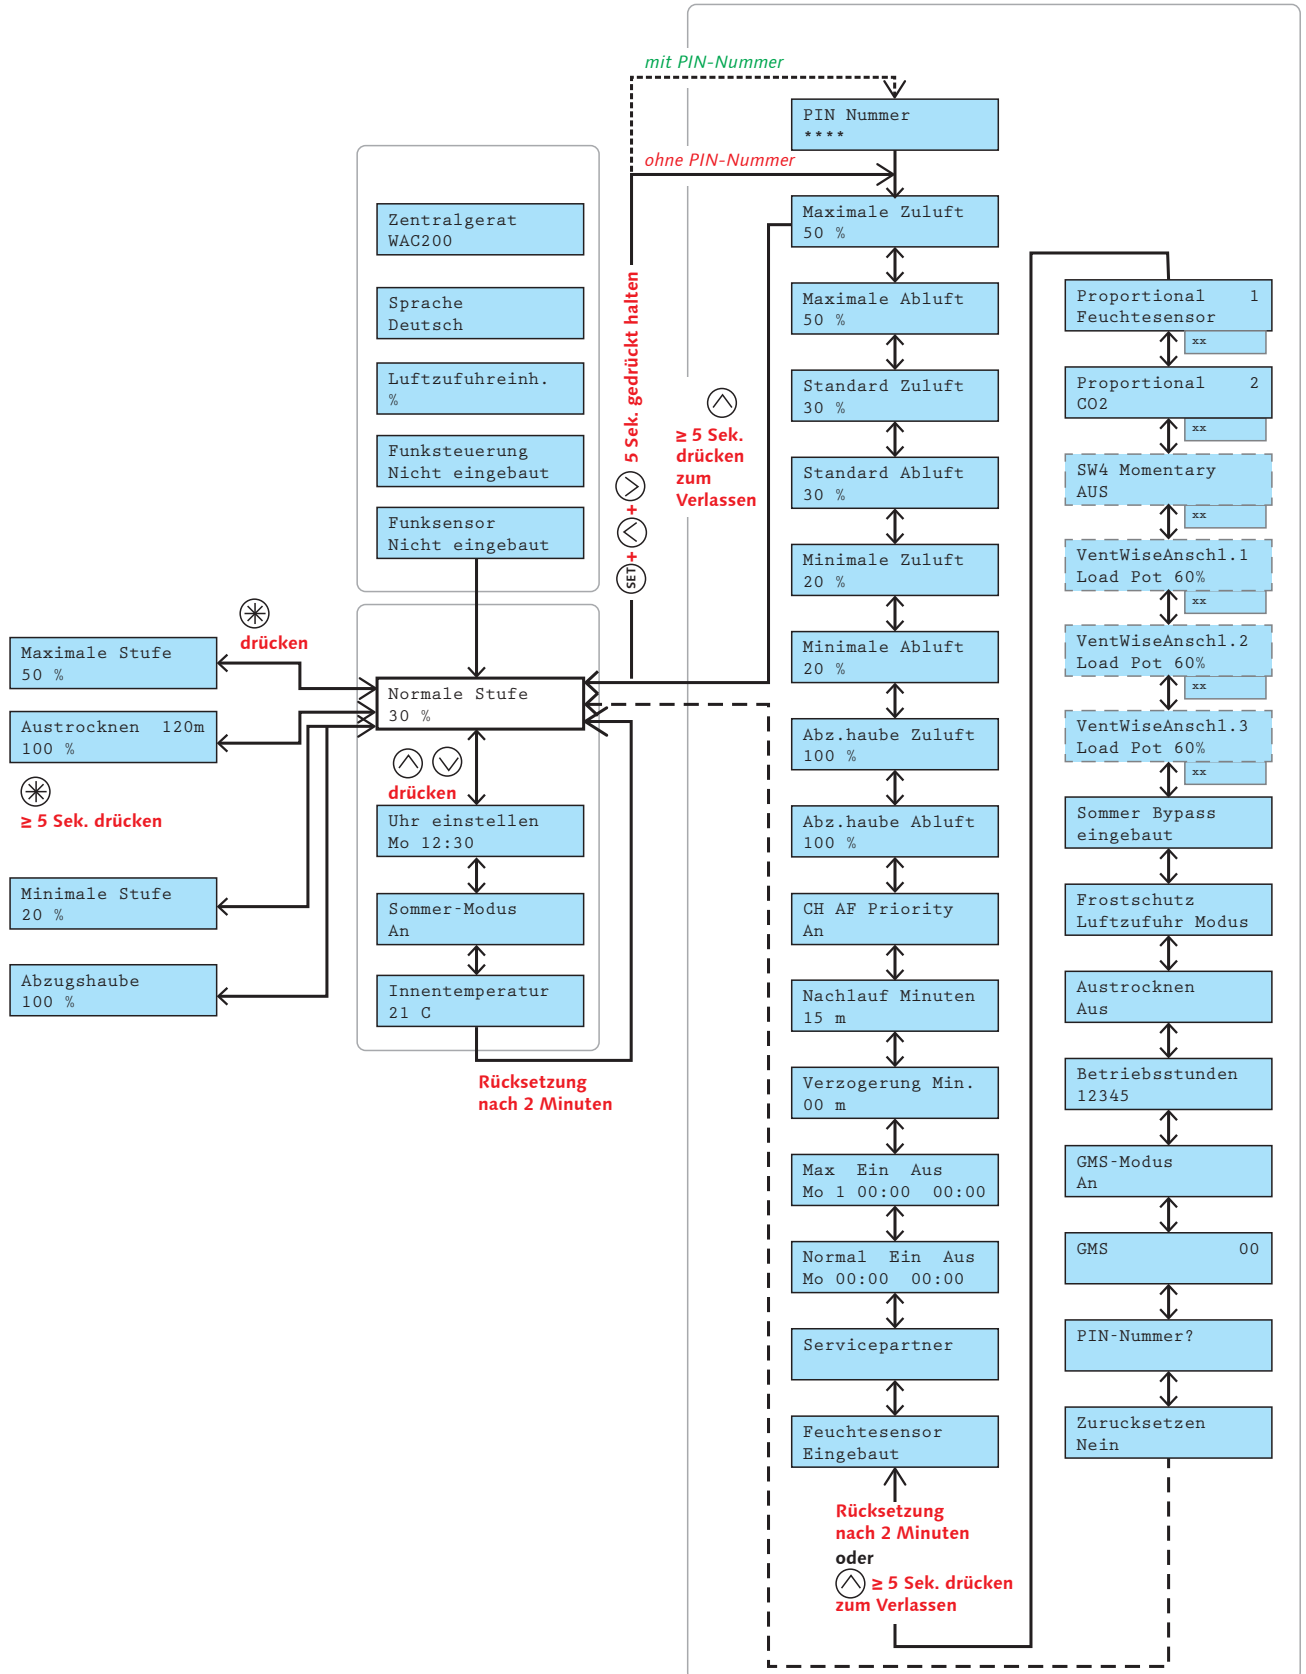 mit PIN-Nummer
PIN Nummer
****
ohne PIN-Nummer
Zentralgerat
WAC200
Sprache
Deutsch
Luftzufuhreinh.
%
Funksteuerung
Nicht eingebaut
Funksensor
Nicht eingebaut
SET + + 5 Sek. gedrückt halten
≥ 5 Sek.
drücken
zum
Verlassen
drücken
Maximale Stufe
50 %
Austrocknen 120m
100 %
≥ 5 Sek. drücken
Minimale Stufe
20 %
Abzugshaube
100 %
Normale Stufe
30 %
drücken
Uhr einstellen
Mo 12:30
Sommer-Modus
An
Innentemperatur
21 C
Rücksetzung
nach 2 Minuten
Maximale Zuluft
50 %
Maximale Abluft
50 %
Standard Zuluft
30 %
Standard Abluft
30 %
Minimale Zuluft
20 %
Minimale Abluft
20 %
Abz.haube Zuluft
100 %
Abz.haube Abluft
100 %
CH AF Priority
An
Nachlauf Minuten
15 m
Verzogerung Min.
00 m
Max Ein Aus
Mo 1 00:00 00:00
Normal Ein Aus
Mo 00:00 00:00
Servicepartner
Feuchtesensor
Eingebaut
Rücksetzung
nach 2 Minuten
oder
≥ 5 Sek. drücken
zum Verlassen
Proportional 1
Feuchtesensor
xx
Proportional 2
CO2
xx
SW4 Momentary
AUS
xx
VentWiseAnschl.1
Load Pot 60%
xx
VentWiseAnschl.2
Load Pot 60%
xx
VentWiseAnschl.3
Load Pot 60%
xx
Sommer Bypass
eingebaut
Frostschutz
Luftzufuhr Modus
Austrocknen
Aus
Betriebsstunden
12345
GMS-Modus
An
GMS 00
PIN-Nummer?
Zurucksetzen
Nein